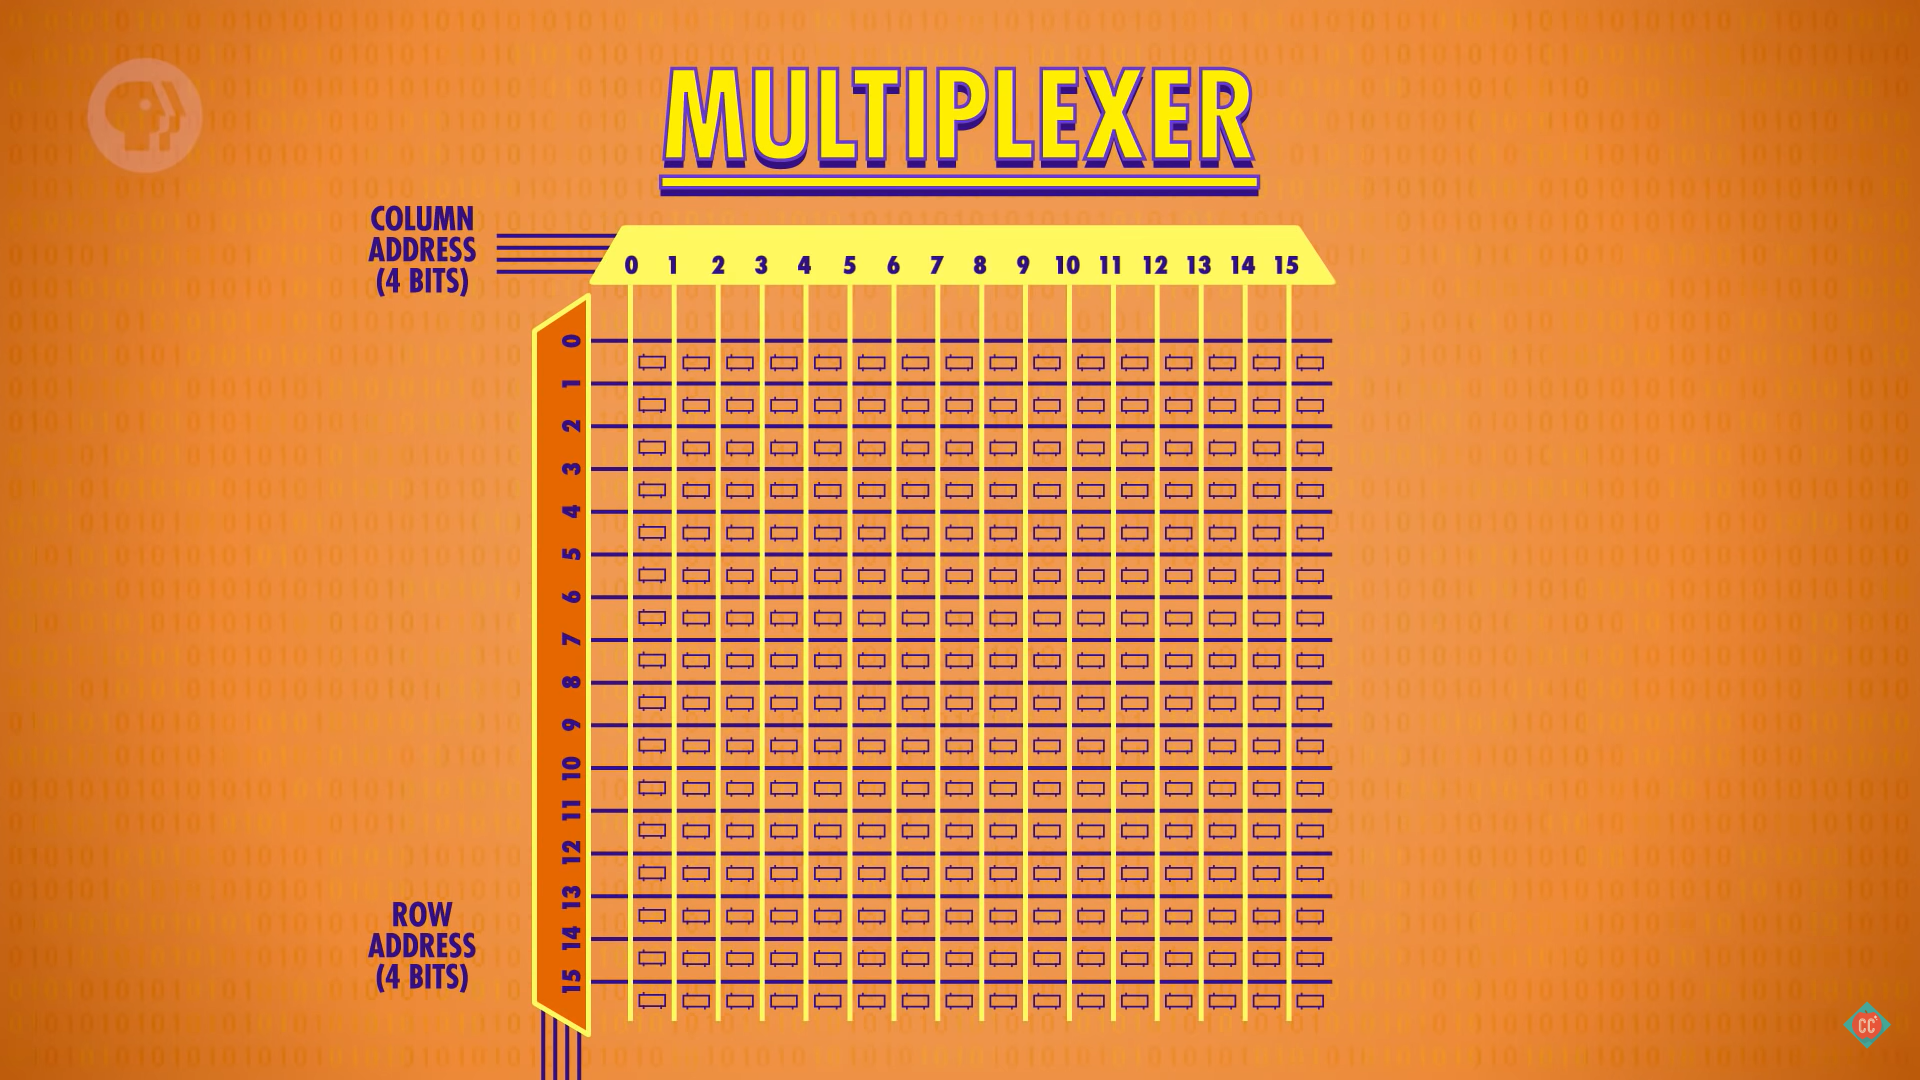 MULTIPLEXER
COLUMN
ADDRESS
(4 BITS)
0 1 2 3 4 5 6 7 8 9 10 11 12 13 14 15
0
1
2
3
4
5
6
7
8
9
10
11
12
13
14
15
ROW
ADDRESS
(4 BITS)
CC